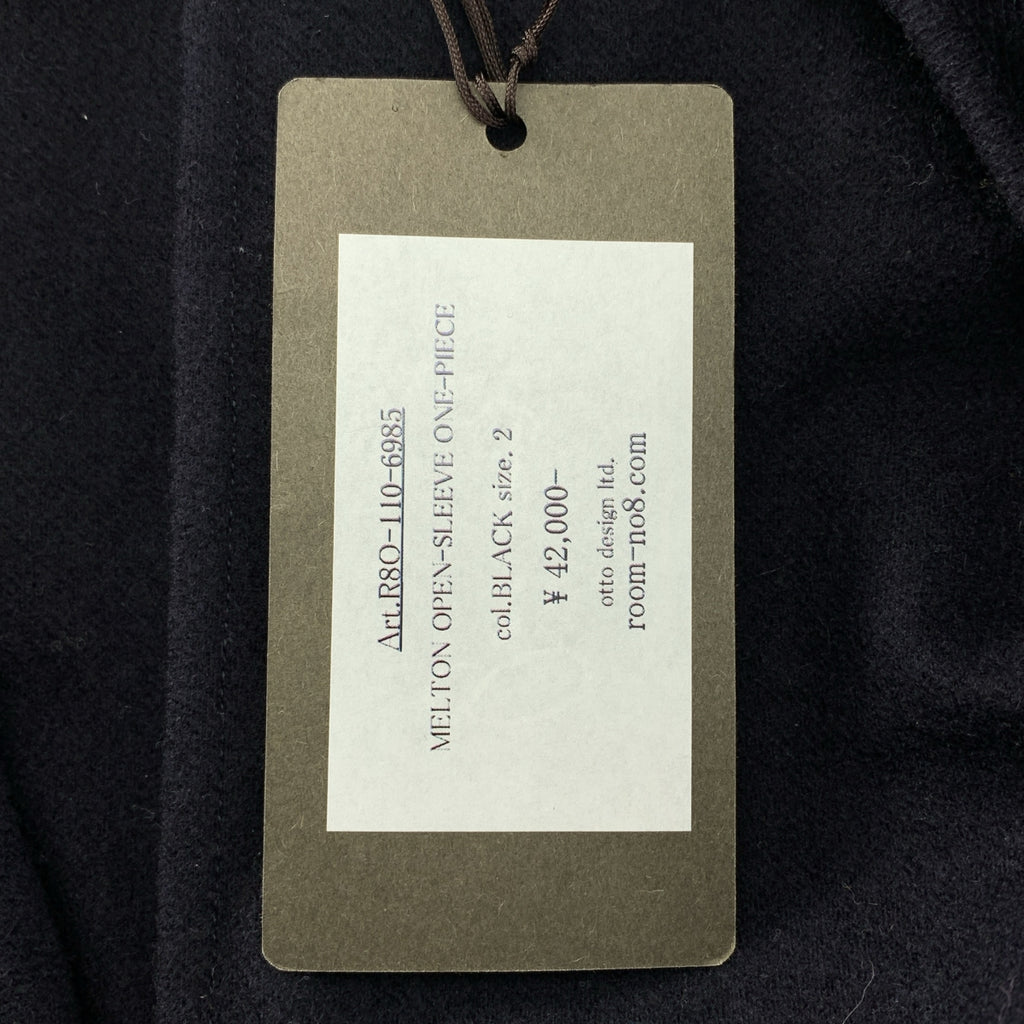 Art.R8O-110-6985
MELTON OPEN-SLEEVE ONE-PIECE
col.BLACK size. 2
¥ 42,000-
otto design ltd.
room-no8.com